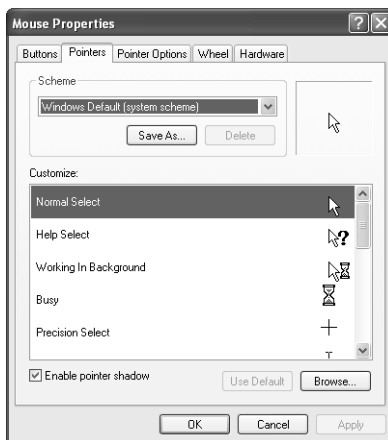 Mouse Properties
Buttons Pointers Pointer Options Wheel Hardware
Scheme
Windows Default (system scheme)
Save As... Delete
Customize:
Normal Select
Help Select
Working In Background
Busy
Precision Select
Enable pointer shadow
Use Default Browse...
OK Cancel Apply